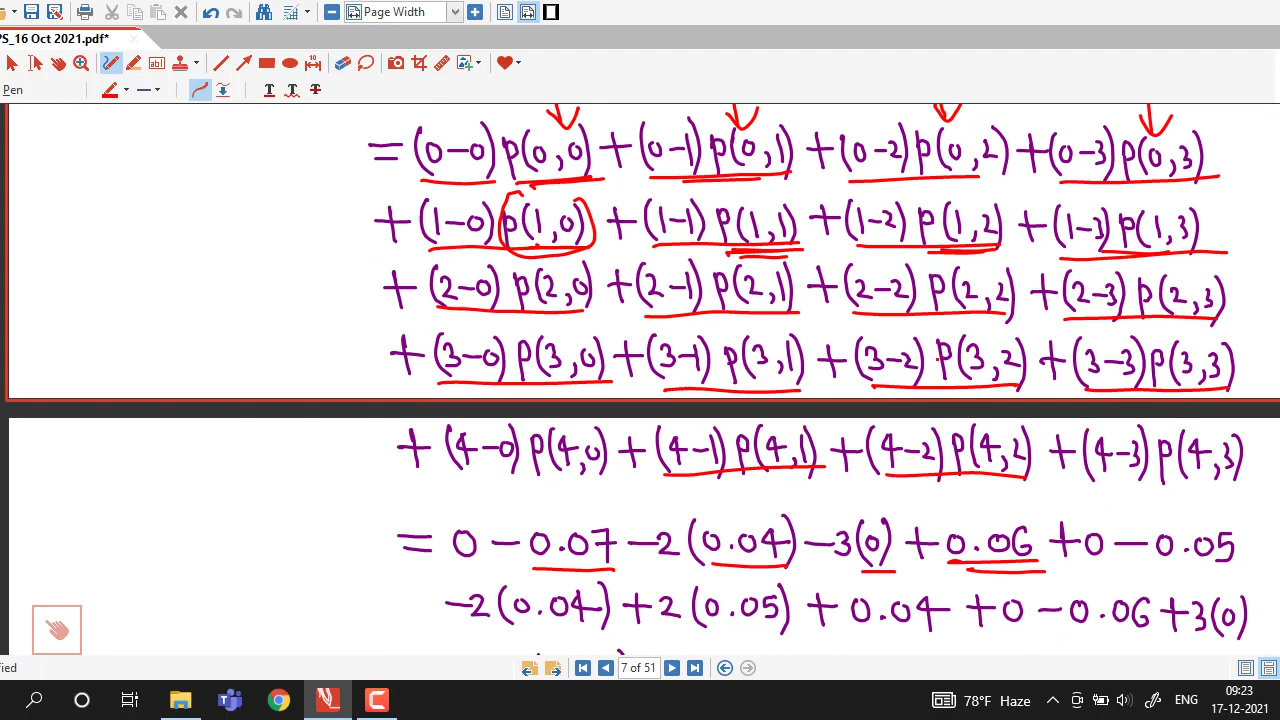 Page Width
PS_16 Oct 2021.pdf*
Pen
=(0-0)p(0,0)+(0-1)p(0,1)+(0-2)p(0,2)+(0-3)p(0,3)
+(1-0)p(1,0)+(1-1)p(1,1)+(1-2)p(1,2)+(1-3)p(1,3)
+(2-0)p(2,0)+(2-1)p(2,1)+(2-2)p(2,2)+(2-3)p(2,3)
+(3-0)p(3,0)+(3-1)p(3,1)+(3-2)p(3,2)+(3-3)p(3,3)
+(4-0)p(4,0)+(4-1)p(4,1)+(4-2)p(4,2)+(4-3)p(4,3)
=0-0.07-2(0.04)-3(0)+0.06+0-0.05
-2(0.04)+2(0.05)+0.04+0-0.06+3(0)
fied
7 of 51
78°F Haze
ENG
09:23
17-12-2021